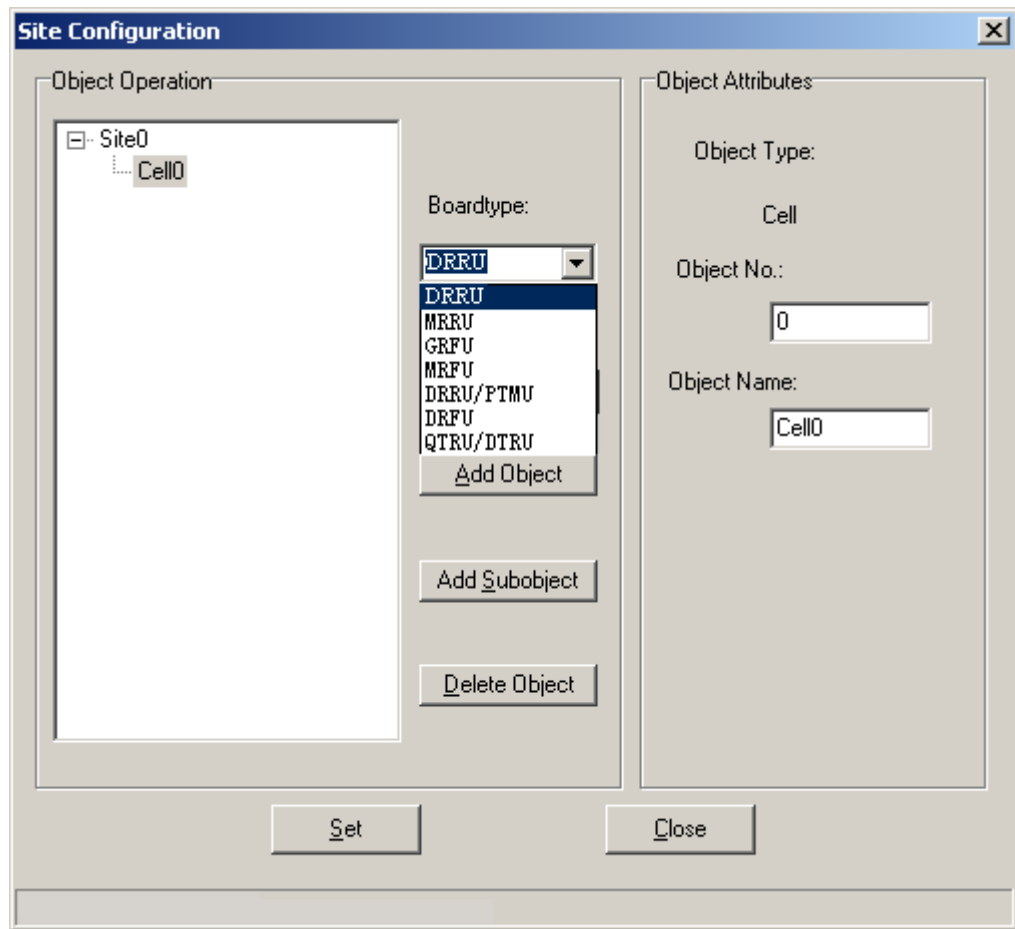 Site Configuration
Object Operation
Site0
Cell0
Boardtype:
DRRU
DRRU
MRRU
GRFU
MRFU
DRRU/PTMU
DRFU
QTRU/DTRU
Add Object
Add Subobject
Delete Object
Object Attributes
Object Type:
Cell
Object No.:
0
Object Name:
Cell0
Set
Close